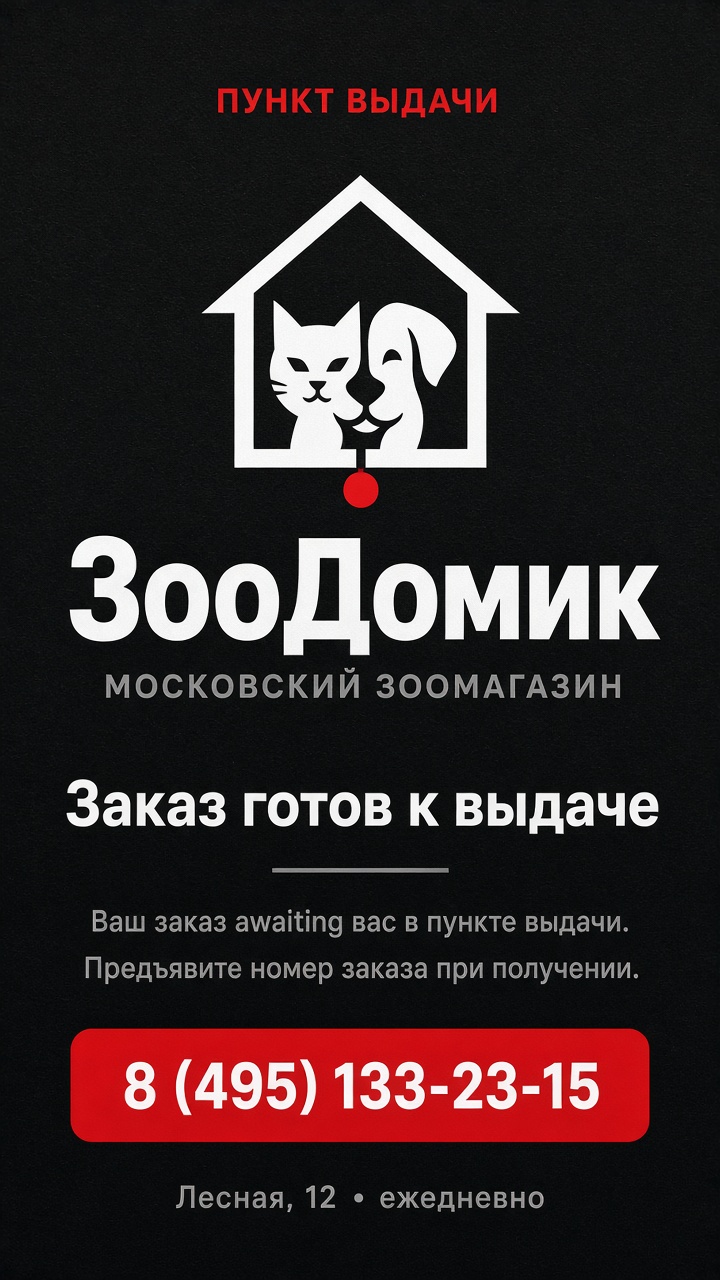 ПУНКТ ВЫДАЧИ
ЗооДомик
МОСКОВСКИЙ ЗООМАГАЗИН
Заказ готов к выдаче
Ваш заказ awaiting вас в пункте выдачи.
Предъявите номер заказа при получении.
8 (495) 133-23-15
Лесная, 12 • ежедневно